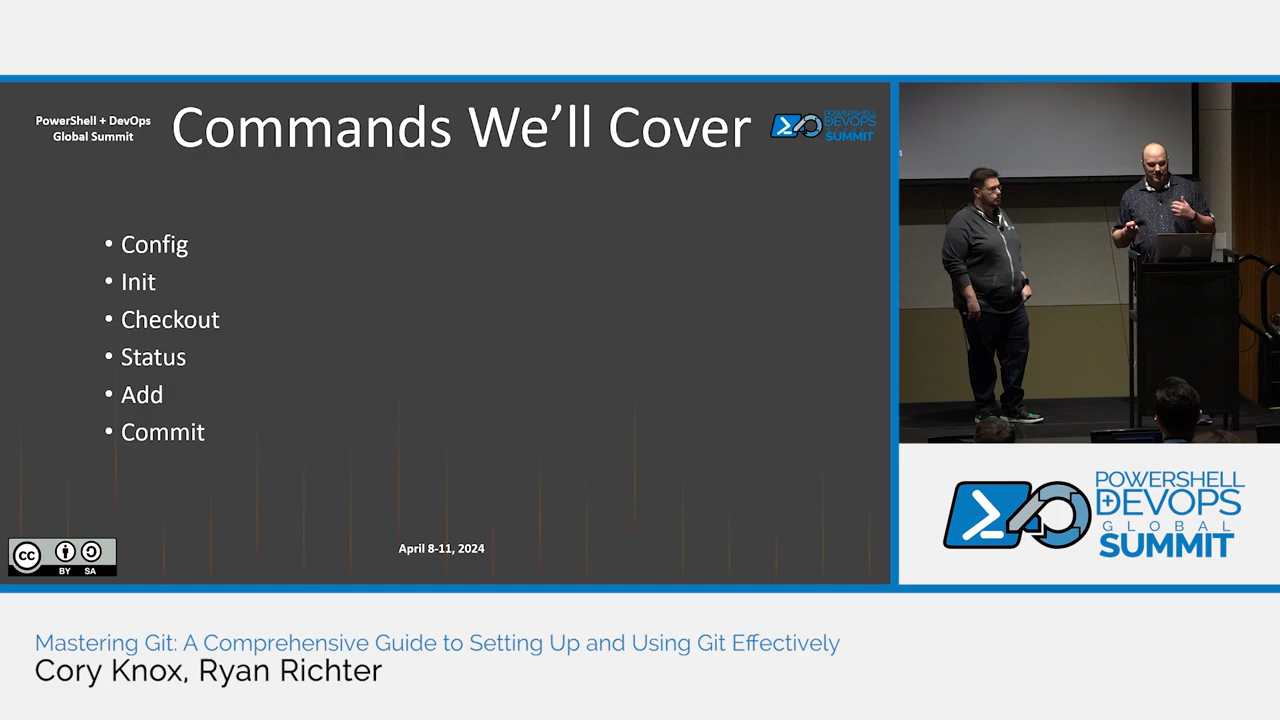 PowerShell + DevOps
Global Summit
Commands We'll Cover
POWERSHELL
DEVOPS
GLOBAL
SUMMIT
• Config
• Init
• Checkout
• Status
• Add
• Commit
April 8-11, 2024
CC
BY SA
POWERSHELL
DEVOPS
GLOBAL
SUMMIT
Mastering Git: A Comprehensive Guide to Setting Up and Using Git Effectively
Cory Knox, Ryan Richter